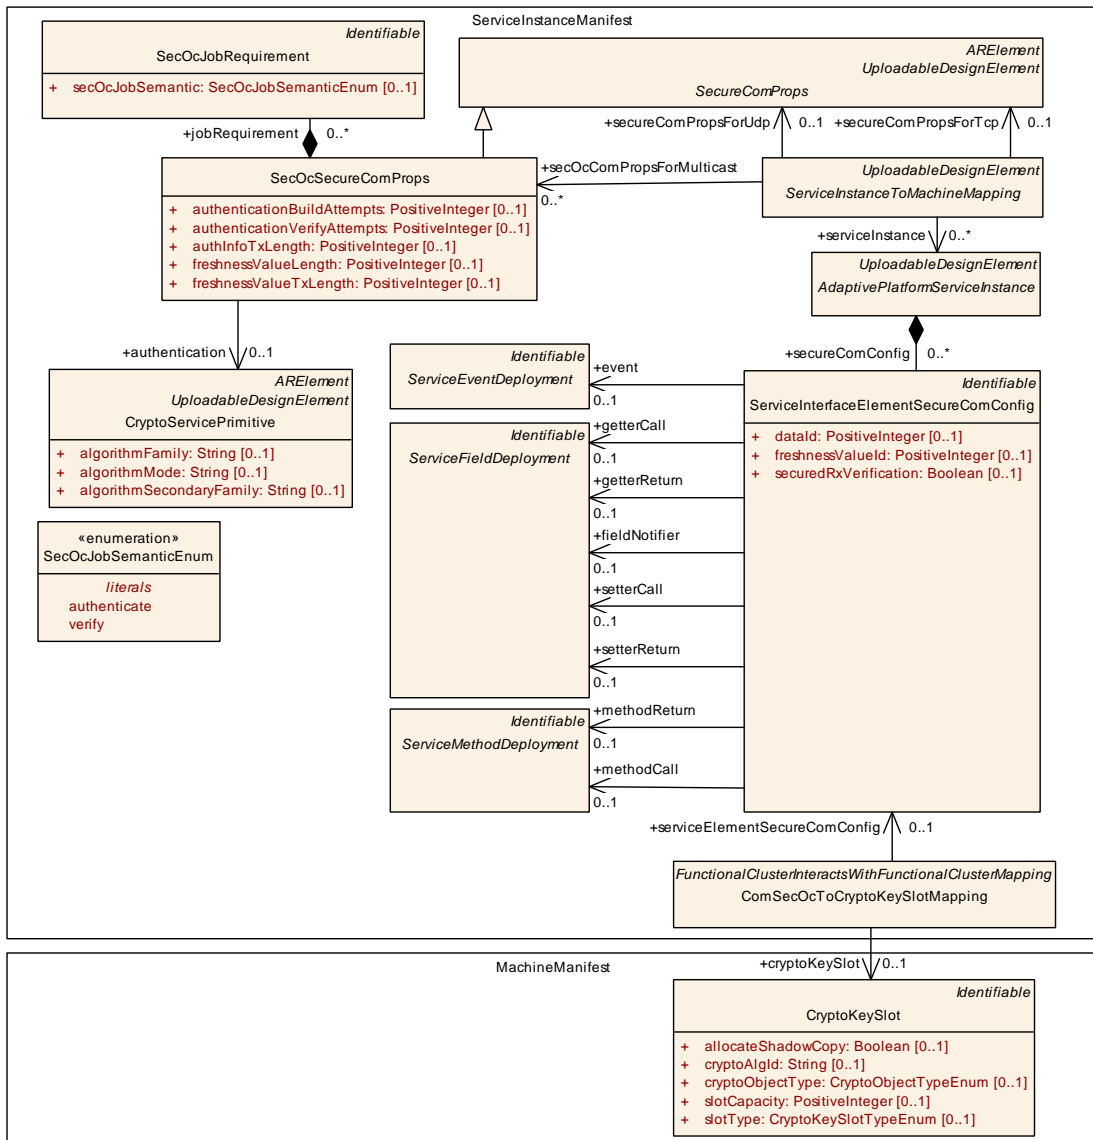 ServiceInstanceManifest
Identifiable
SecOcJobRequirement
+ secOcJobSemantic: SecOcJobSemanticEnum [0..1]
ARElement
UploadableDesignElement
SecureComProps
+jobRequirement 0..*
+secureComPropsForUdp 0..1 +secureComPropsForTcp 0..1
SecOcSecureComProps
+ authenticationBuildAttempts: PositiveInteger [0..1]
+ authenticationVerifyAttempts: PositiveInteger [0..1]
+ authInfoTxLength: PositiveInteger [0..1]
+ freshnessValueLength: PositiveInteger [0..1]
+ freshnessValueTxLength: PositiveInteger [0..1]
+secOcComPropsForMulticast
0..*
UploadableDesignElement
ServiceInstanceToMachineMapping
+serviceInstance 0..*
UploadableDesignElement
AdaptivePlatformServiceInstance
+authentication 0..1
+secureComConfig 0..*
ARElement
UploadableDesignElement
CryptoServicePrimitive
+ algorithmFamily: String [0..1]
+ algorithmMode: String [0..1]
+ algorithmSecondaryFamily: String [0..1]
Identifiable
ServiceEventDeployment
+event
0..1
Identifiable
ServiceInterfaceElementSecureComConfig
+ dataId: PositiveInteger [0..1]
+ freshnessValueId: PositiveInteger [0..1]
+ securedRxVerification: Boolean [0..1]
Identifiable
ServiceFieldDeployment
+getterCall
0..1
+getterReturn
0..1
+fieldNotifier
0..1
+setterCall
0..1
+setterReturn
0..1
«enumeration»
SecOcJobSemanticEnum
literals
authenticate
verify
Identifiable
ServiceMethodDeployment
+methodReturn
0..1
+methodCall
0..1
+serviceElementSecureComConfig 0..1
FunctionalClusterInteractsWithFunctionalClusterMapping
ComSecOcToCryptoKeySlotMapping
MachineManifest
+cryptoKeySlot 0..1
Identifiable
CryptoKeySlot
+ allocateShadowCopy: Boolean [0..1]
+ cryptoAlgId: String [0..1]
+ cryptoObjectType: CryptoObjectTypeEnum [0..1]
+ slotCapacity: PositiveInteger [0..1]
+ slotType: CryptoKeySlotTypeEnum [0..1]